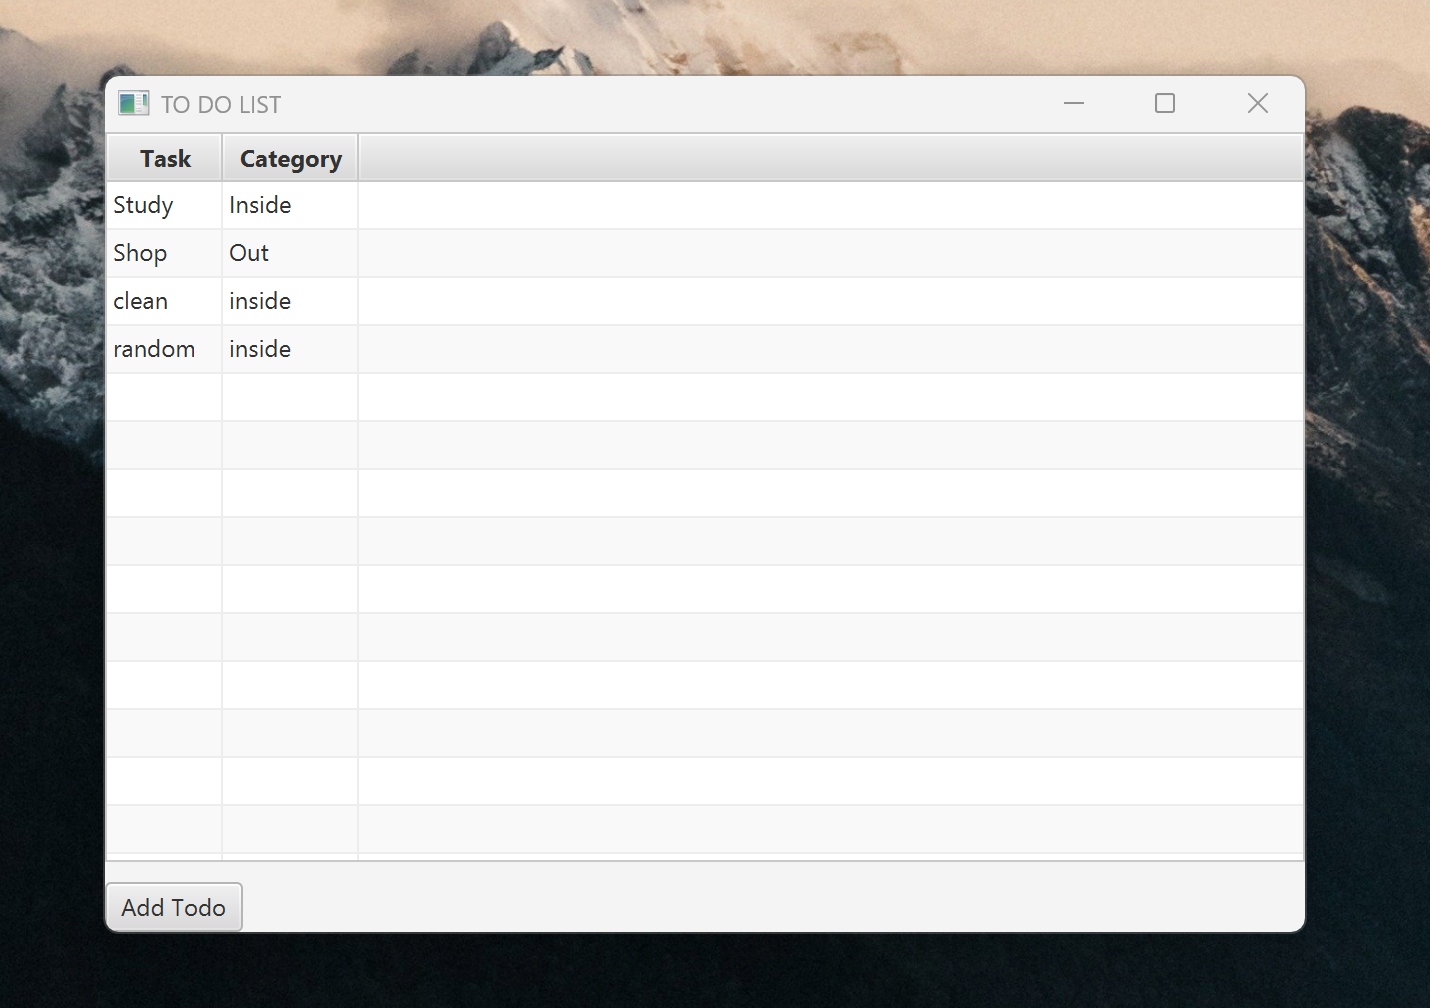 TO DO LIST
Task Category
Study Inside
Shop Out
clean inside
random inside
Add Todo